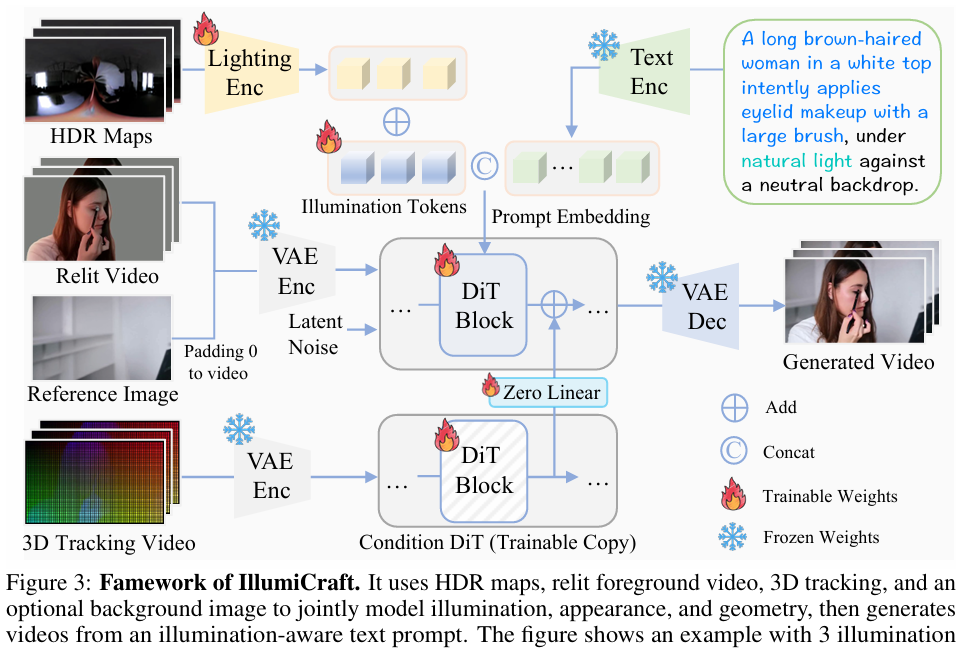 Lighting
Enc
HDR Maps
Text
Enc
A long brown-haired
woman in a white top
intently applies
eyelid makeup with a
large brush, under
natural light against
a neutral backdrop.
Illumination Tokens
C
...
Prompt Embedding
Relit Video
VAE
Enc
Latent
Noise
...
DiT
Block
...
VAE
Dec
Generated Video
Padding 0
to video
Reference Image
Zero Linear
3D Tracking Video
VAE
Enc
...
DiT
Block
...
Condition DiT (Trainable Copy)
Add
C
Concat
Trainable Weights
Frozen Weights
Figure 3: Famework of IllumiCraft. It uses HDR maps, relit foreground video, 3D tracking, and an
optional background image to jointly model illumination, appearance, and geometry, then generates
videos from an illumination-aware text prompt. The figure shows an example with 3 illumination